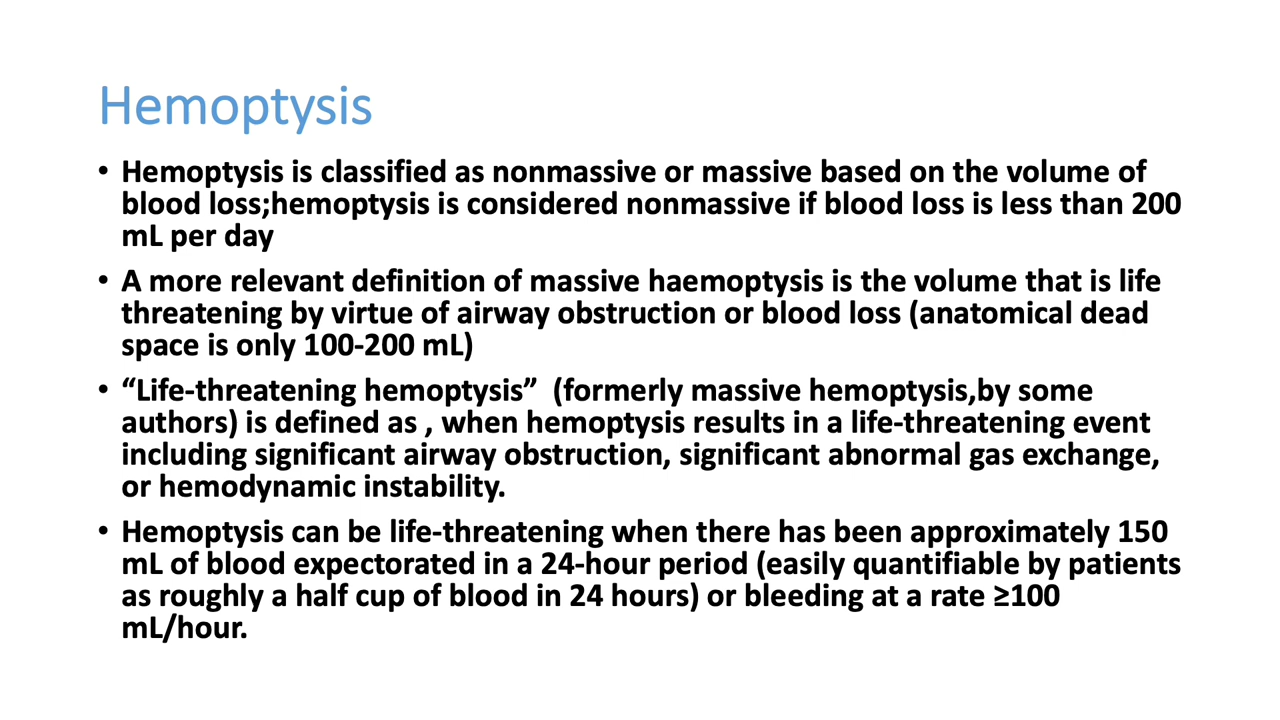 Hemoptysis
• Hemoptysis is classified as nonmassive or massive based on the volume of
blood loss;hemoptysis is considered nonmassive if blood loss is less than 200
mL per day
• A more relevant definition of massive haemoptysis is the volume that is life
threatening by virtue of airway obstruction or blood loss (anatomical dead
space is only 100-200 mL)
• “Life-threatening hemoptysis”  (formerly massive hemoptysis,by some
authors) is defined as , when hemoptysis results in a life-threatening event
including significant airway obstruction, significant abnormal gas exchange,
or hemodynamic instability.
• Hemoptysis can be life-threatening when there has been approximately 150
mL of blood expectorated in a 24-hour period (easily quantifiable by patients
as roughly a half cup of blood in 24 hours) or bleeding at a rate ≥100
mL/hour.